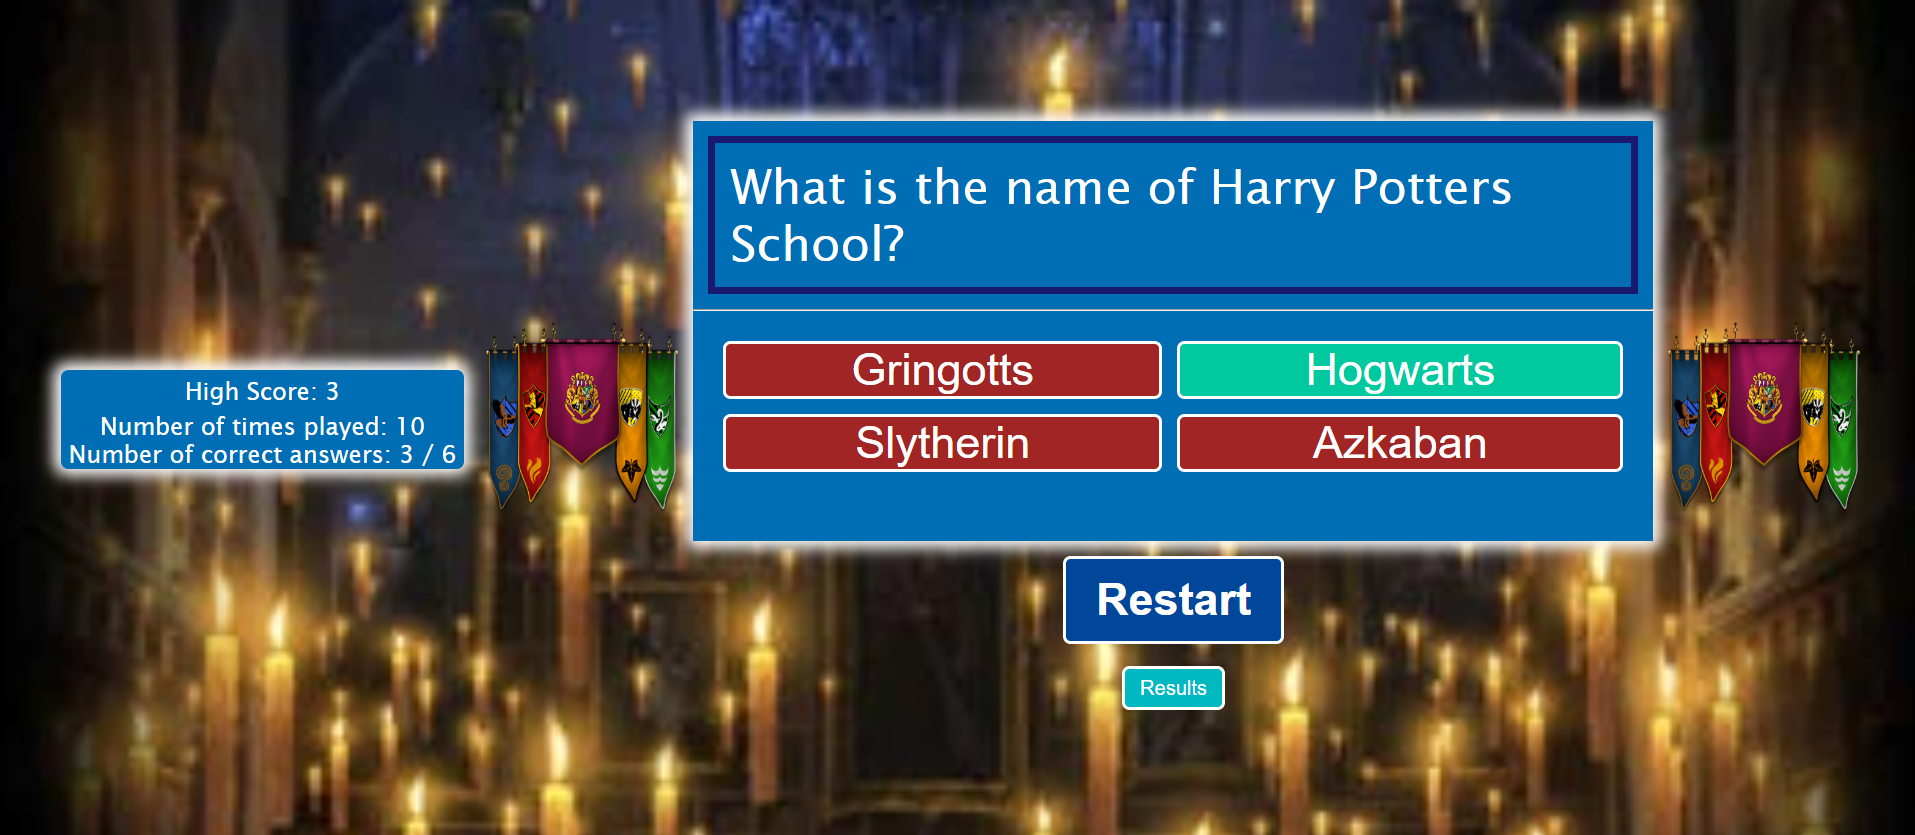 What is the name of Harry Potters
School?
High Score: 3
Number of times played: 10
Number of correct answers: 3 / 6
Gringotts
Hogwarts
Slytherin
Azkaban
Restart
Results